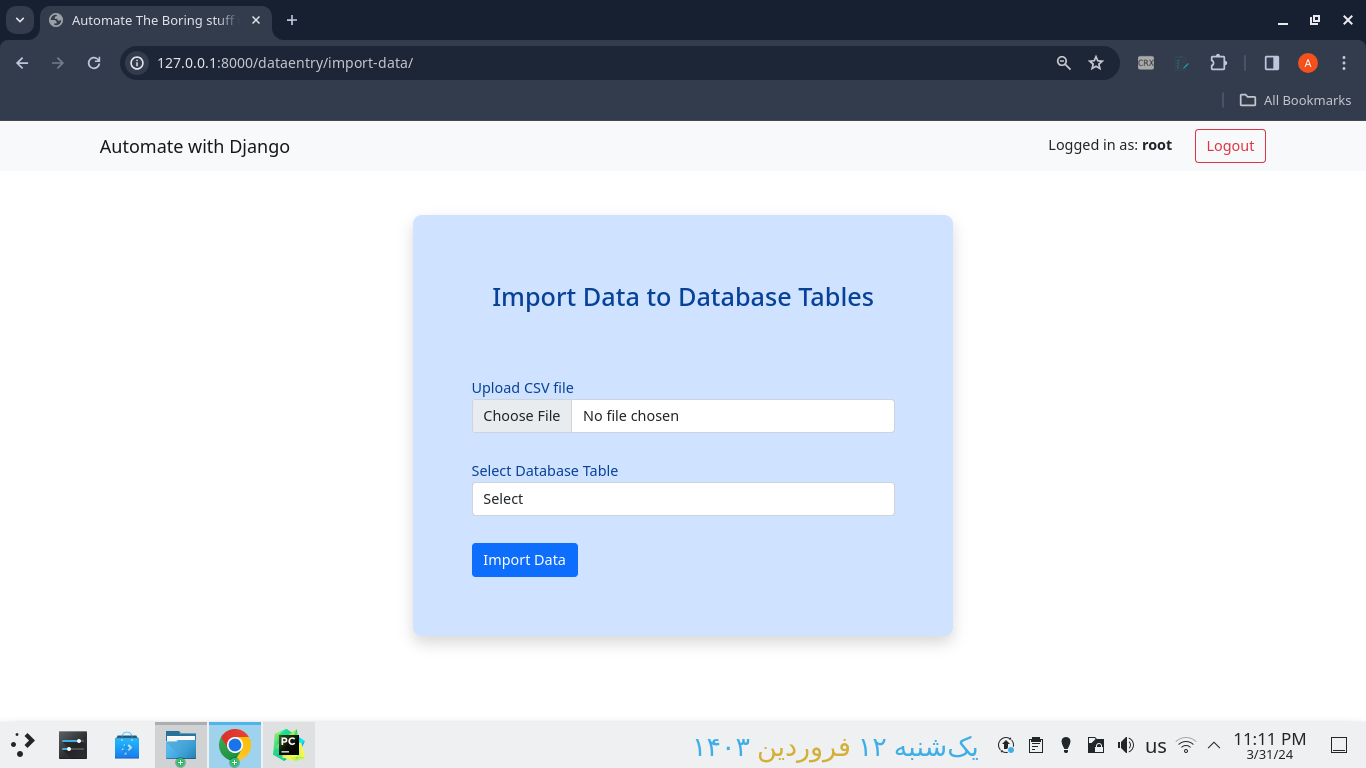 Automate The Boring stuff
127.0.0.1:8000/dataentry/import-data/
CRX
A
All Bookmarks
Automate with Django
Logged in as: root
Logout
Import Data to Database Tables
Upload CSV file
Choose File No file chosen
Select Database Table
Select
Import Data
PC
یک‌شنبه ۱۲ فروردین ۱۴۰۳
us
11:11 PM
3/31/24